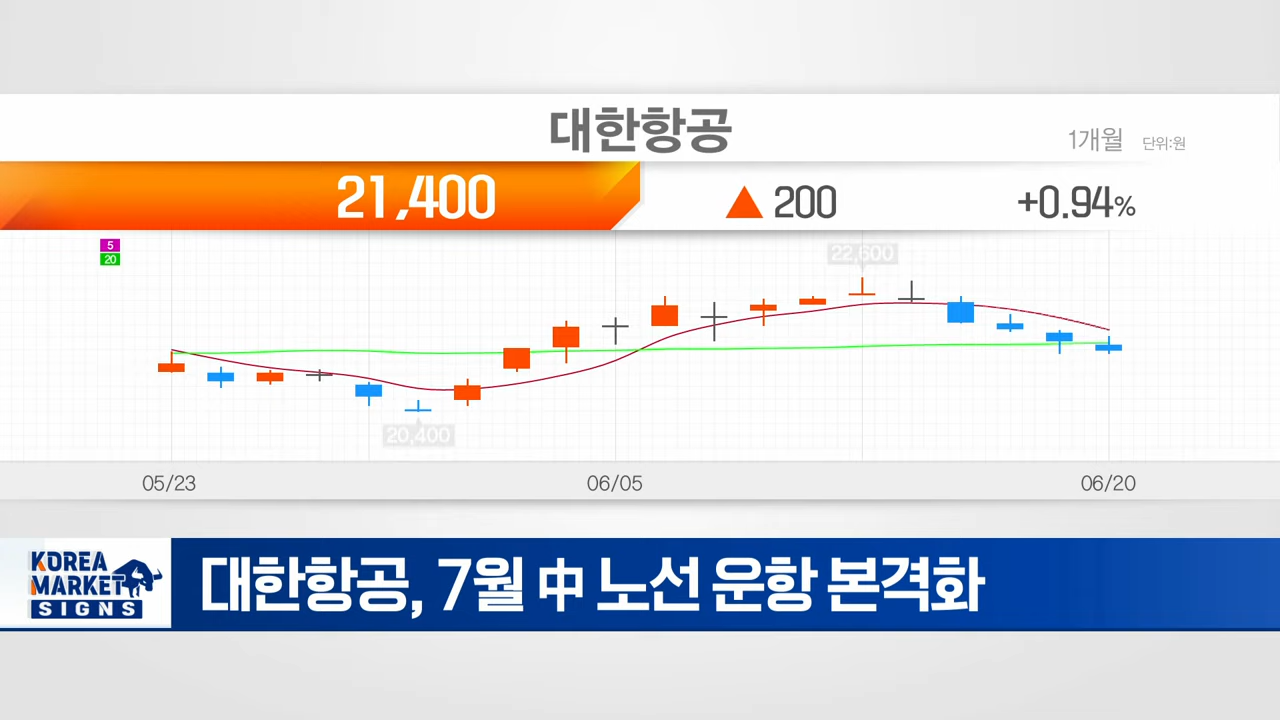 대한항공
1개월 단위:원
21,400 ▲ 200 +0.94%
5
20
22,600
20,400
05/23 06/05 06/20
KOREA
MARKET
SIGNS
대한항공, 7월 中 노선 운항 본격화